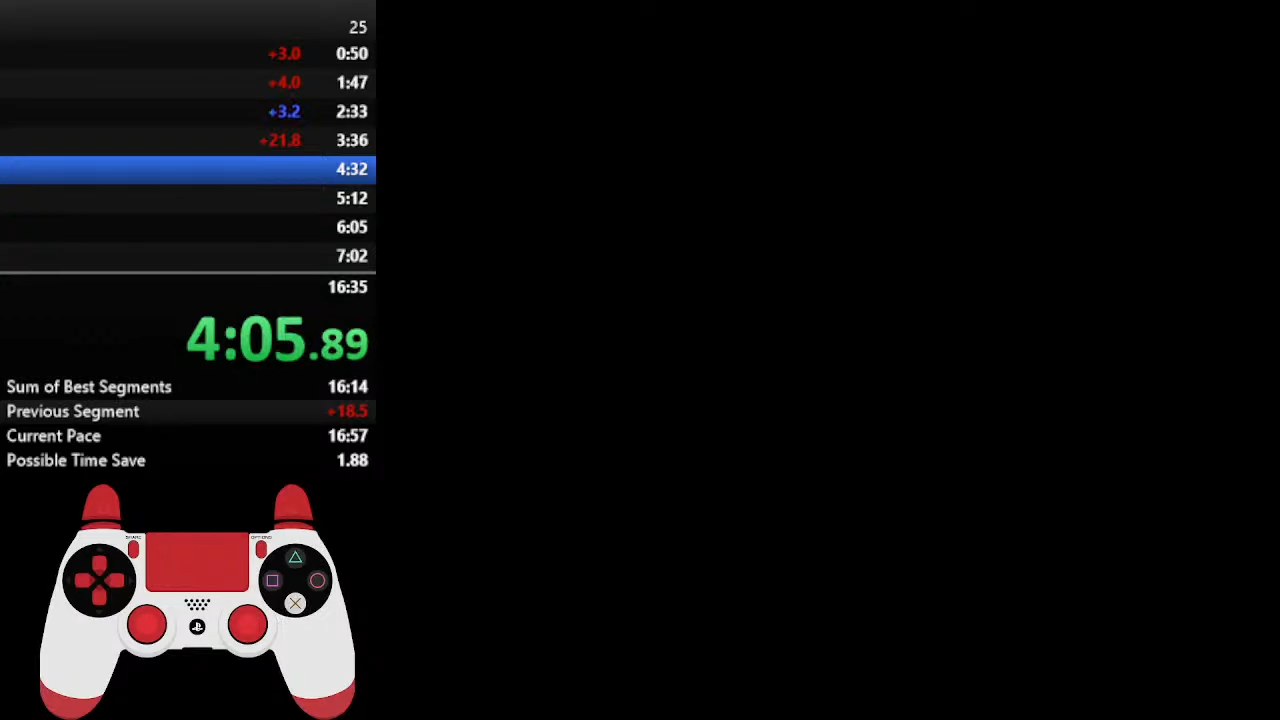 25
+3.0 0:50
+4.0 1:47
+3.2 2:33
+21.8 3:36
4:32
5:12
6:05
7:02
16:35
4:05.89
Sum of Best Segments 16:14
Previous Segment +18.5
Current Pace 16:57
Possible Time Save 1.88
SHARE OPTIONS